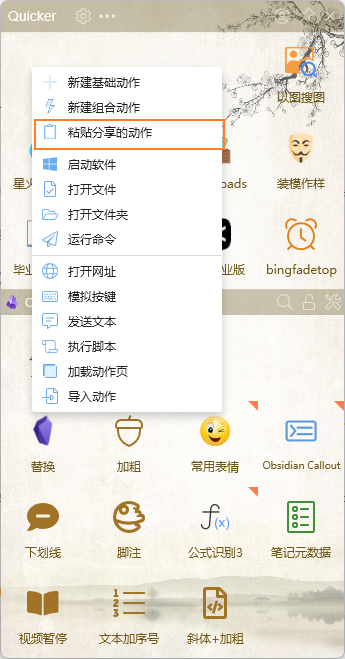 Quicker
以图搜图
新建基础动作
新建组合动作
粘贴分享的动作
启动软件
打开文件
打开文件夹
运行命令
打开网址
模拟按键
发送文本
执行脚本
加载动作页
导入动作
星火
ads
装模作样
毕业
业版
bingfadetop
替换
加粗
常用表情
Obsidian Callout
下划线
脚注
公式识别3
笔记元数据
视频暂停
文本加序号
斜体+加粗